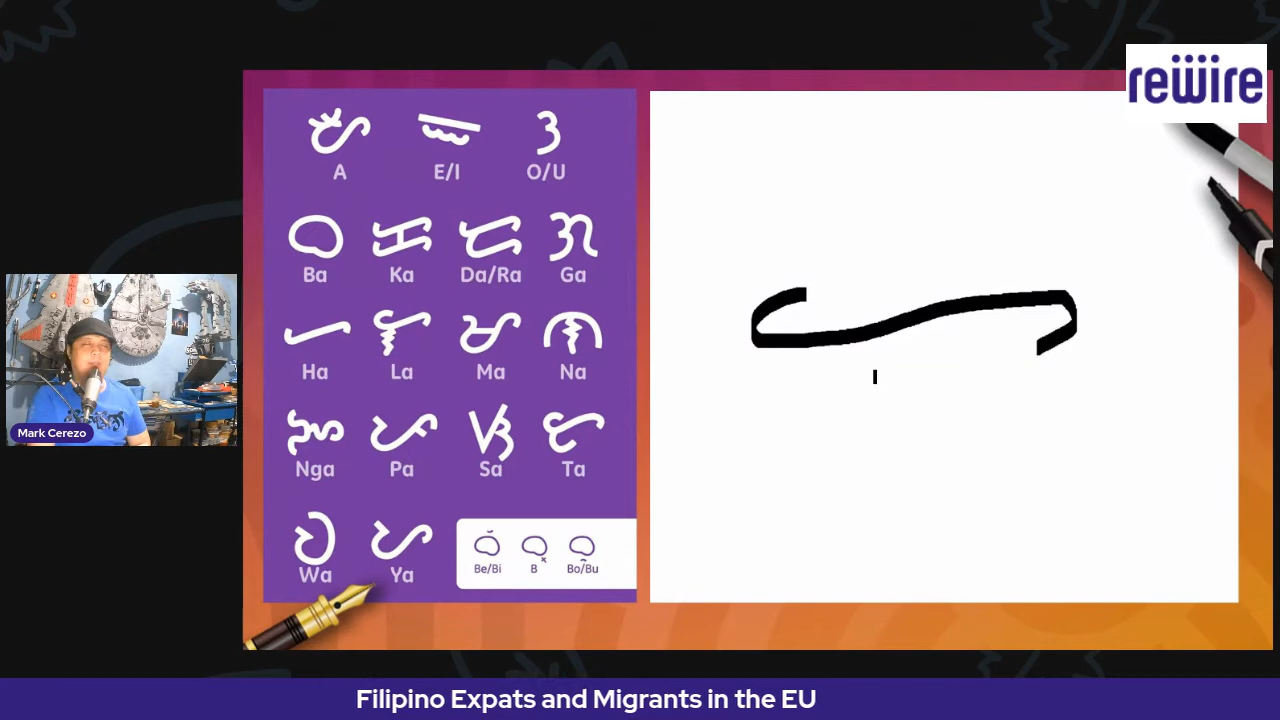 rewire
ᜀ ᜁ ᜂ
A E/I O/U
ᜊ ᜃ ᜇ ᜄ
Ba Ka Da/Ra Ga
ᜑ ᜎ ᜋ ᜈ
Ha La Ma Na
ᜅ ᜉ ᜐ ᜆ
Nga Pa Sa Ta
ᜏ ᜌ
Wa Ya
ᜊᜒ ᜊ᜔ ᜊᜓ
Be/Bi B Bo/Bu
ᜑ
Mark Cerezo
Filipino Expats and Migrants in the EU